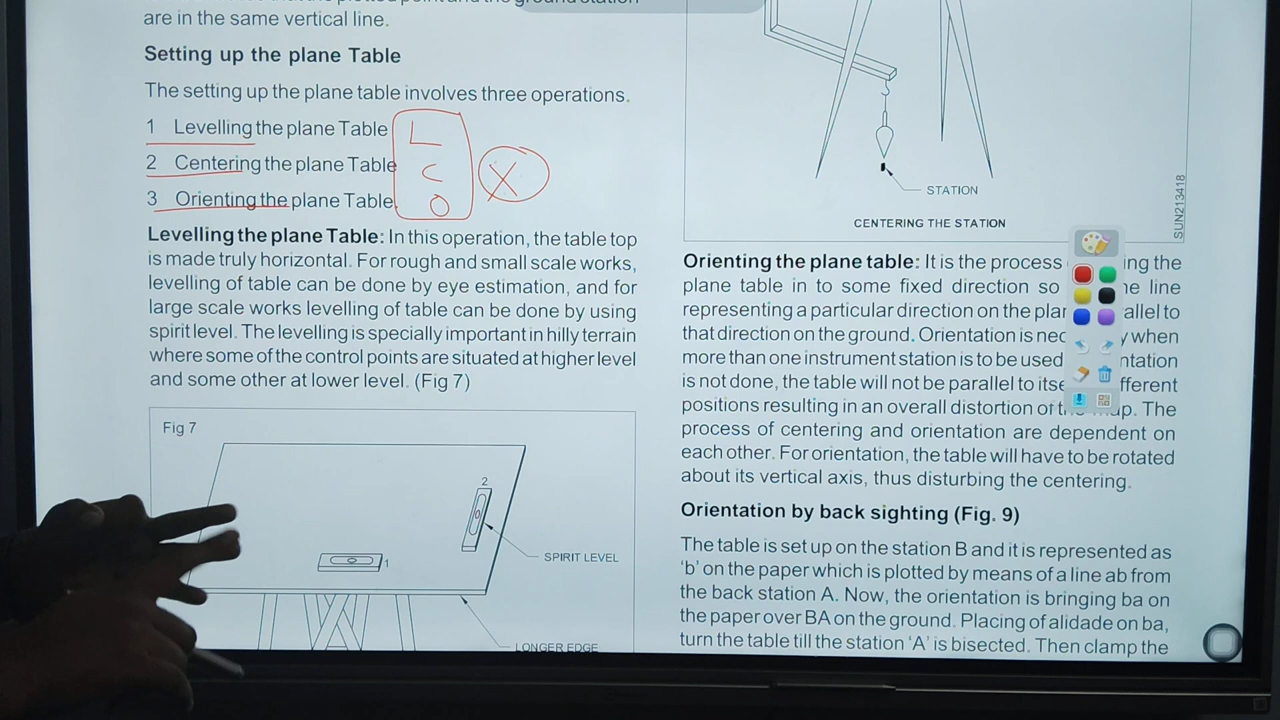 are in the same vertical line.
Setting up the plane Table
The setting up the plane table involves three operations.
1 Levelling the plane Table
2 Centering the plane Table
3 Orienting the plane Table.
L
C
O
X
Levelling the plane Table: In this operation, the table top
is made truly horizontal. For rough and small scale works,
levelling of table can be done by eye estimation, and for
large scale works levelling of table can be done by using
spirit level. The levelling is specially important in hilly terrain
where some of the control points are situated at higher level
and some other at lower level. (Fig 7)
Fig 7
2
1
SPIRIT LEVEL
LONGER EDGE
STATION
CENTERING THE STATION
SUN213418
Orienting the plane table: It is the process ing the
plane table in to some fixed direction so e line
representing a particular direction on the plan allel to
that direction on the ground. Orientation is nec y when
more than one instrument station is to be used ntation
is not done, the table will not be parallel to itse fferent
positions resulting in an overall distortion of map. The
process of centering and orientation are dependent on
each other. For orientation, the table will have to be rotated
about its vertical axis, thus disturbing the centering.
Orientation by back sighting (Fig. 9)
The table is set up on the station B and it is represented as
'b' on the paper which is plotted by means of a line ab from
the back station A. Now, the orientation is bringing ba on
the paper over BA on the ground. Placing of alidade on ba,
turn the table till the station 'A' is bisected. Then clamp the